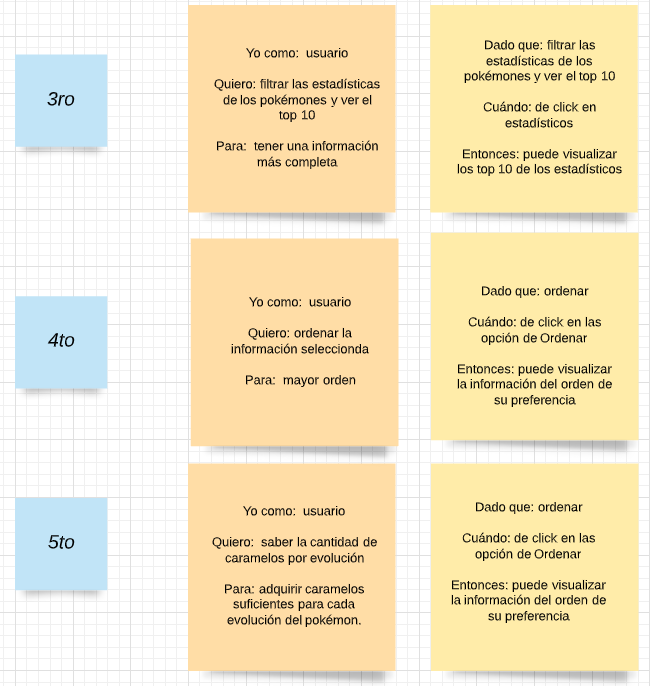 3ro
Yo como: usuario
Quiero: filtrar las estadísticas
de los pokémones y ver el
top 10
Para: tener una información
más completa
Dado que: filtrar las
estadísticas de los
pokémones y ver el top 10
Cuándo: de click en
estadísticos
Entonces: puede visualizar
los top 10 de los estadísticos
4to
Yo como: usuario
Quiero: ordenar la
información seleccionda
Para: mayor orden
Dado que: ordenar
Cuándo: de click en las
opción de Ordenar
Entonces: puede visualizar
la información del orden de
su preferencia
5to
Yo como: usuario
Quiero: saber la cantidad de
caramelos por evolución
Para: adquirir caramelos
suficientes para cada
evolución del pokémon.
Dado que: ordenar
Cuándo: de click en las
opción de Ordenar
Entonces: puede visualizar
la información del orden de
su preferencia